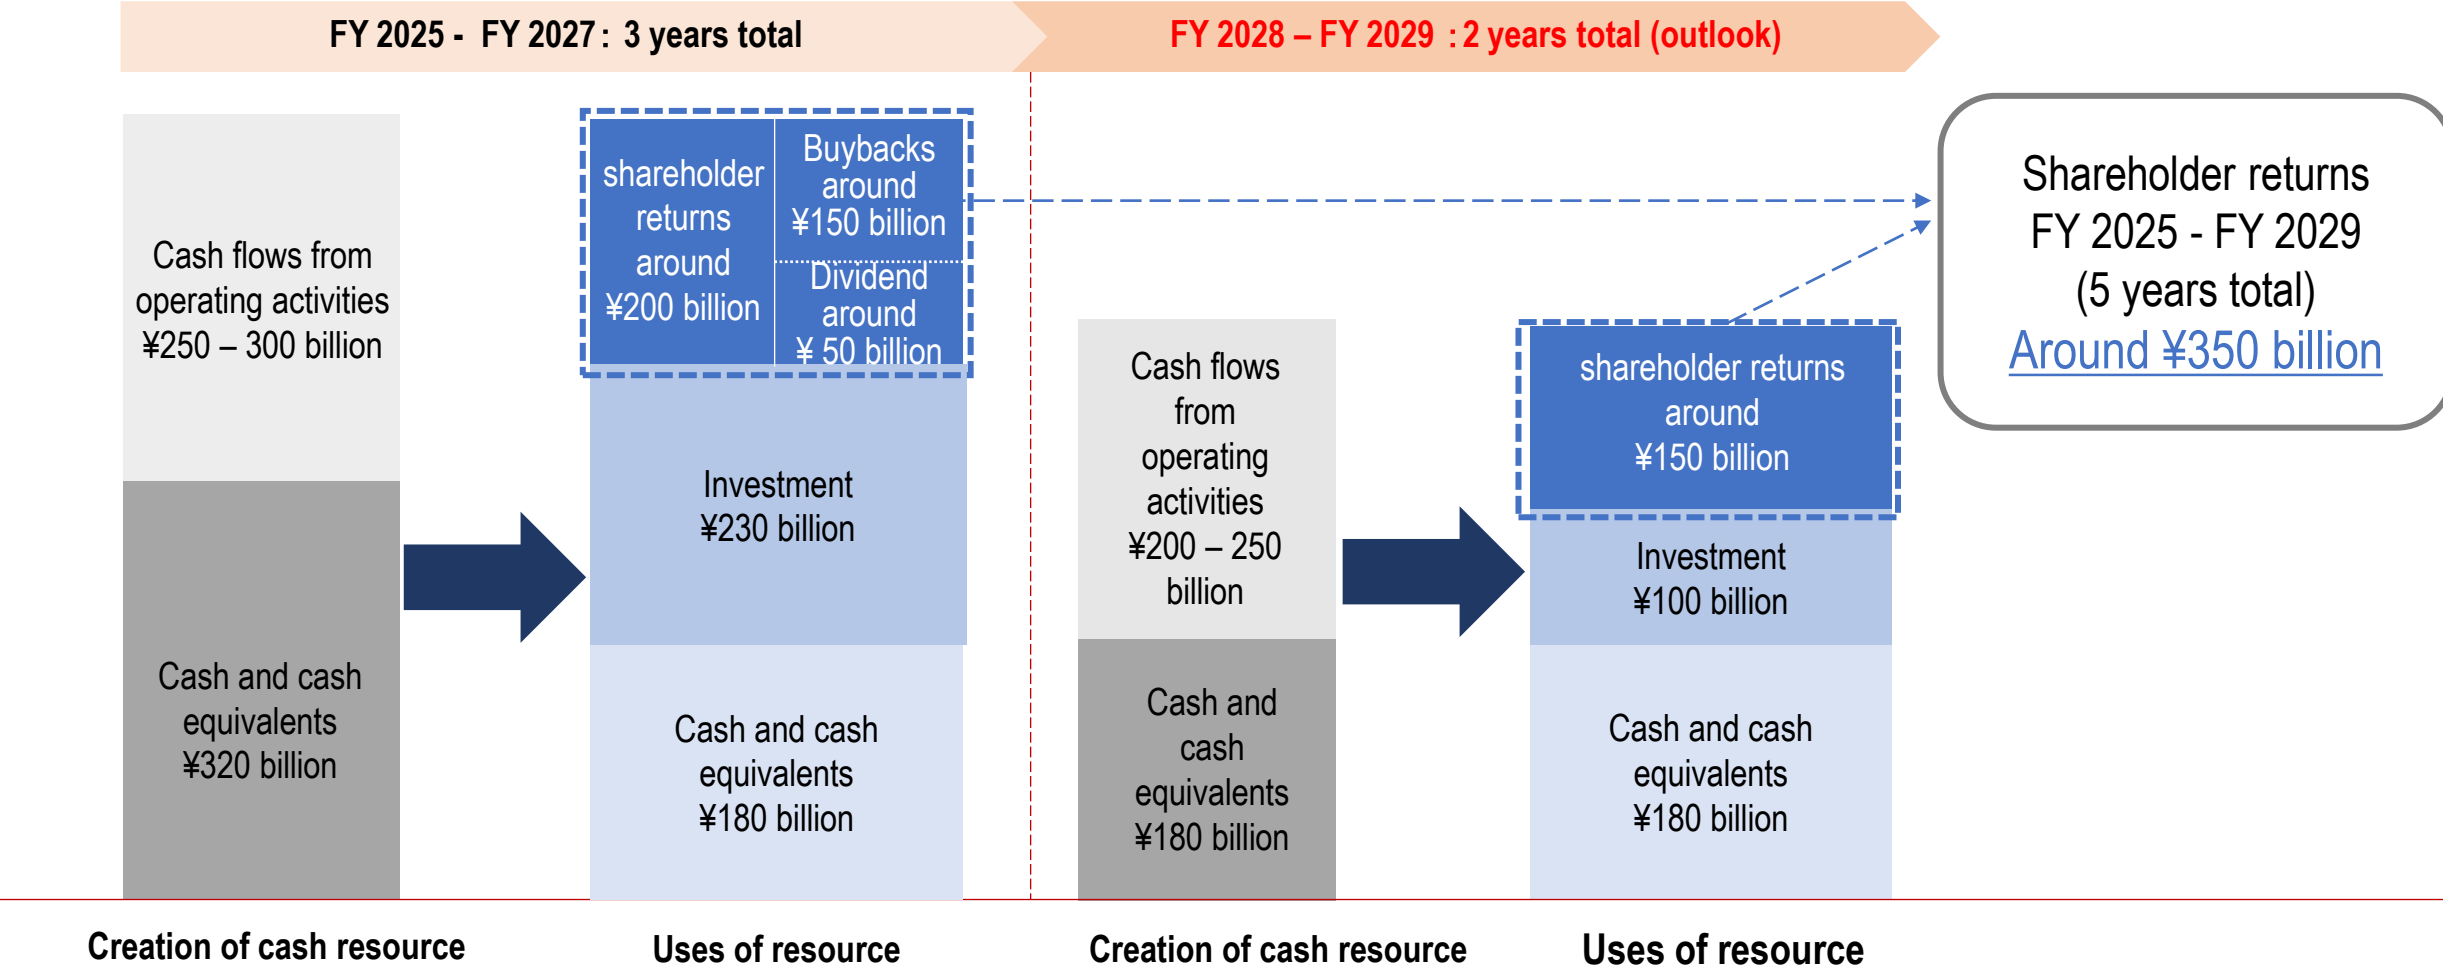 FY 2025 - FY 2027 : 3 years total
FY 2028 – FY 2029 : 2 years total (outlook)
Cash flows from
operating activities
¥250 – 300 billion
Cash and cash
equivalents
¥320 billion
shareholder
returns
around
¥200 billion
Buybacks
around
¥150 billion
Dividend
around
¥ 50 billion
Investment
¥230 billion
Cash and cash
equivalents
¥180 billion
Cash flows
from
operating
activities
¥200 – 250
billion
Cash and
cash
equivalents
¥180 billion
shareholder returns
around
¥150 billion
Investment
¥100 billion
Cash and cash
equivalents
¥180 billion
Shareholder returns
FY 2025 - FY 2029
(5 years total)
Around ¥350 billion
Creation of cash resource
Uses of resource
Creation of cash resource
Uses of resource